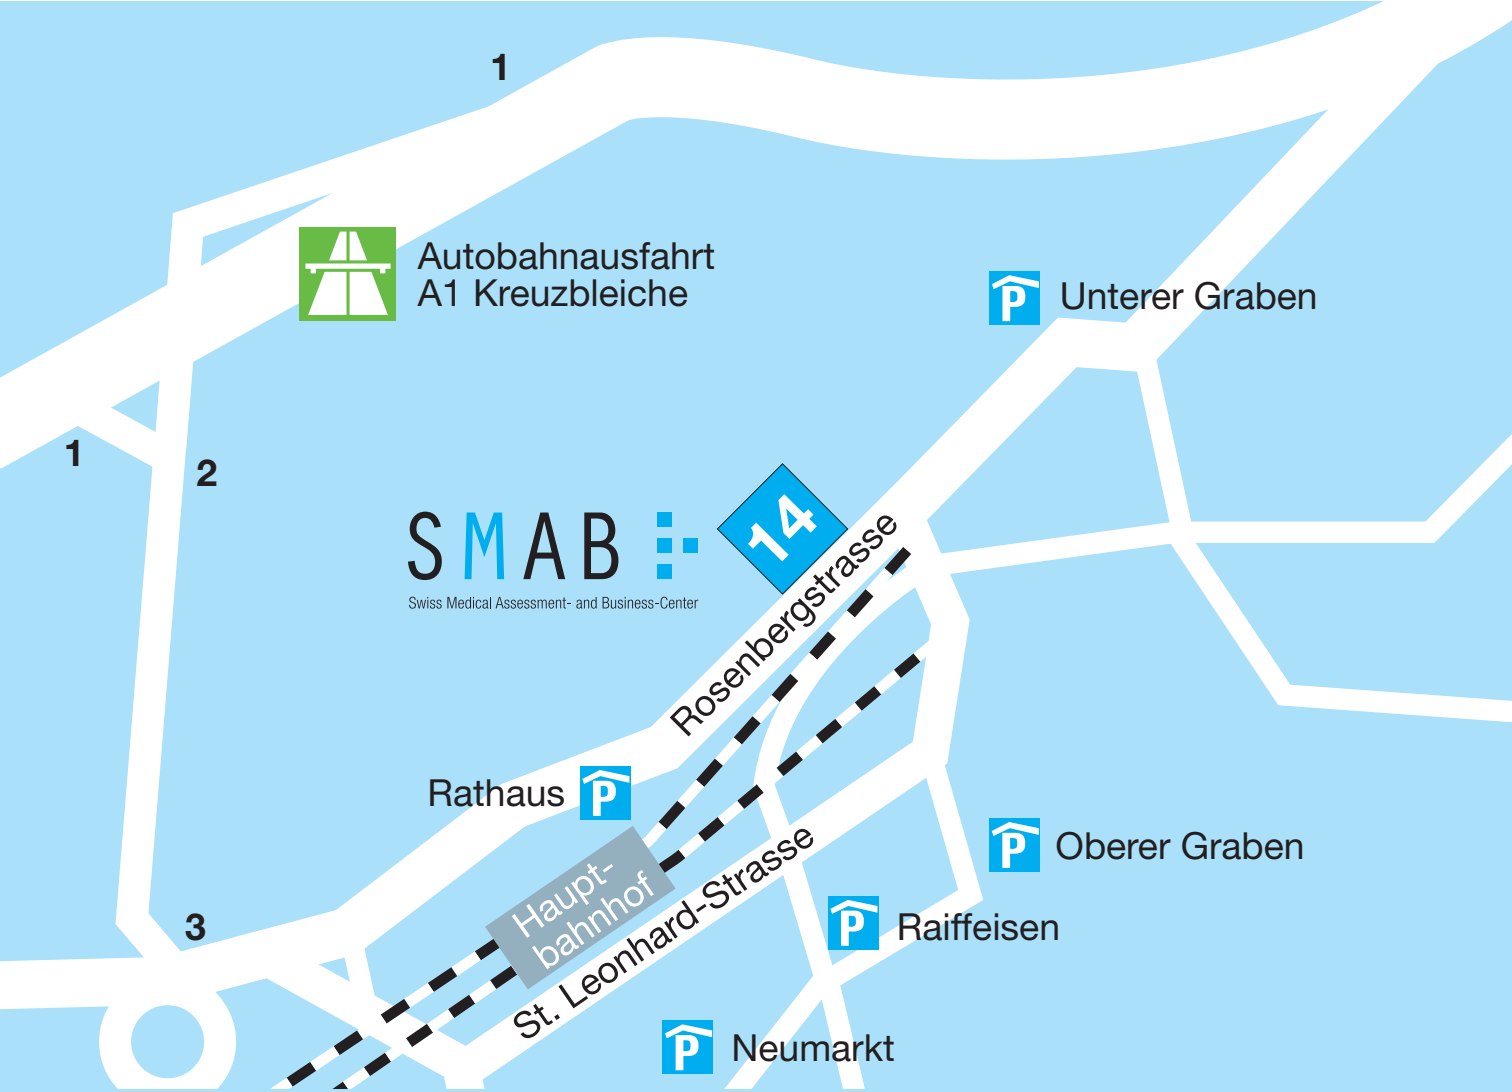 1
Autobahnausfahrt
A1 Kreuzbleiche
P Unterer Graben
1
2
SMAB
Swiss Medical Assessment- and Business-Center
14
Rosenbergstrasse
Rathaus P
Haupt-
bahnhof
St. Leonhard-Strasse
P Oberer Graben
3
P Raiffeisen
P Neumarkt